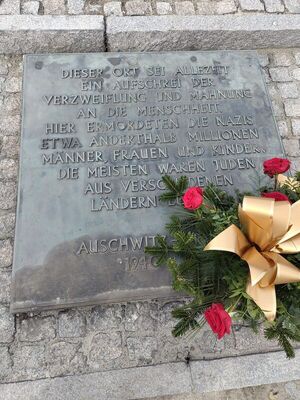 DIESER ORT SEI ALLEZEIT
EIN AUFSCHREI DER
VERZWEIFLUNG UND MAHNUNG
AN DIE MENSCHHEIT.
HIER ERMORDETEN DIE NAZIS
ETWA ANDERTHALB MILLIONEN
MÄNNER FRAUEN UND KINDER.
DIE MEISTEN WAREN JUDEN
AUS VERSCHIEDENEN
LÄNDERN